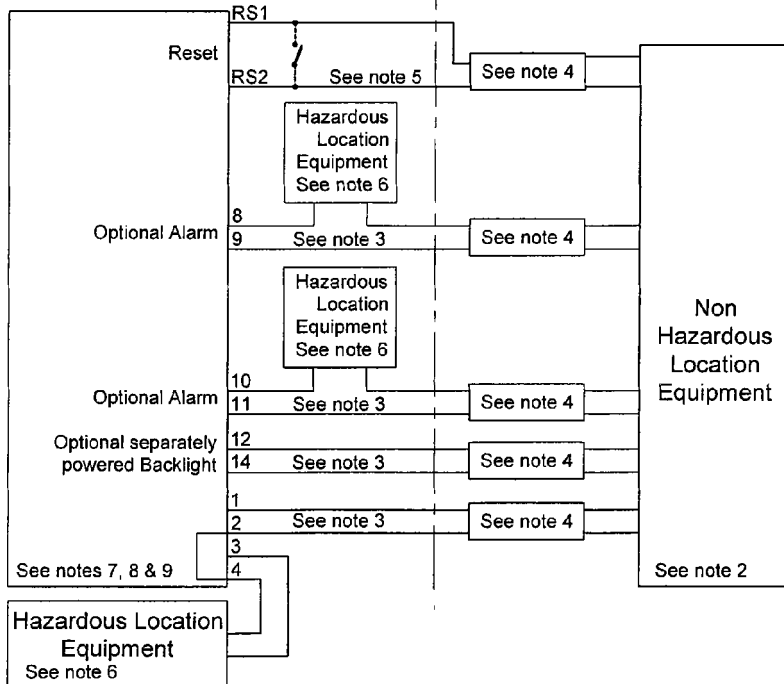 RS1
Reset
RS2
See note 5
See note 4
Hazardous
Location
Equipment
See note 6
8
Optional Alarm
9
See note 3
See note 4
Hazardous
Location
Equipment
See note 6
Non
Hazardous
Location
Equipment
10
Optional Alarm
11
See note 3
See note 4
Optional separately
powered Backlight
12
14
See note 3
See note 4
1
2
See note 3
See note 4
3
4
See notes 7, 8 & 9
See note 2
Hazardous Location
Equipment
See note 6